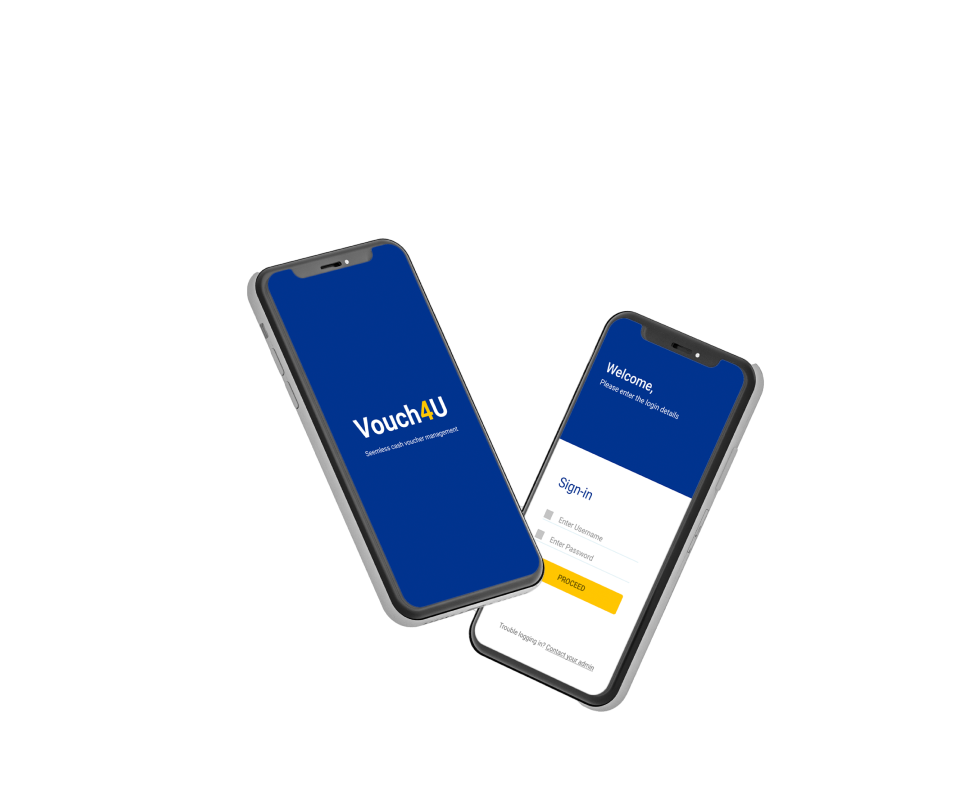 Vouch4U
Seemless cash voucher management
Welcome,
Please enter the login details
Sign-in
Enter Username
Enter Password
PROCEED
Trouble logging in? Contact your admin